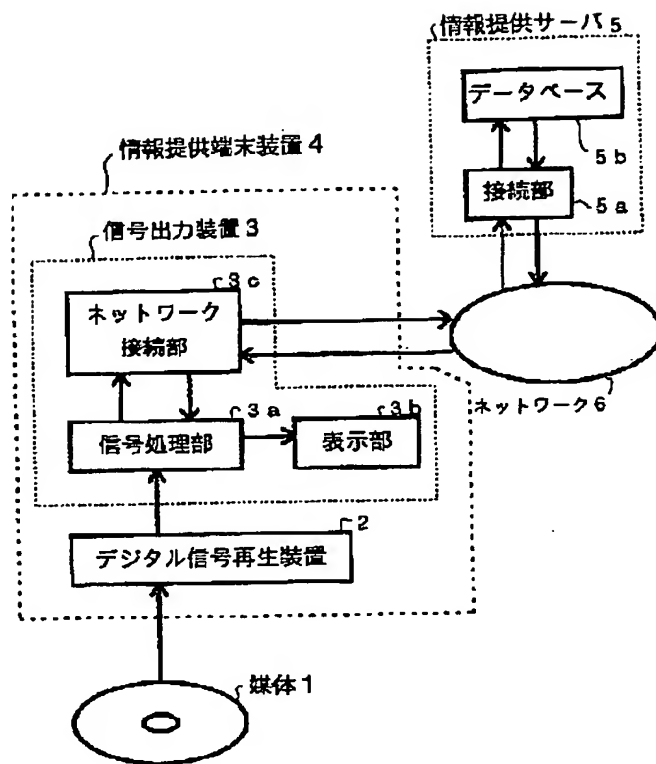 情報提供サーバ5
データベース
5b
接続部
5a
情報提供端末装置4
信号出力装置3
3c
ネットワーク
接続部
3a
信号処理部
3b
表示部
ネットワーク6
2
デジタル信号再生装置
媒体1